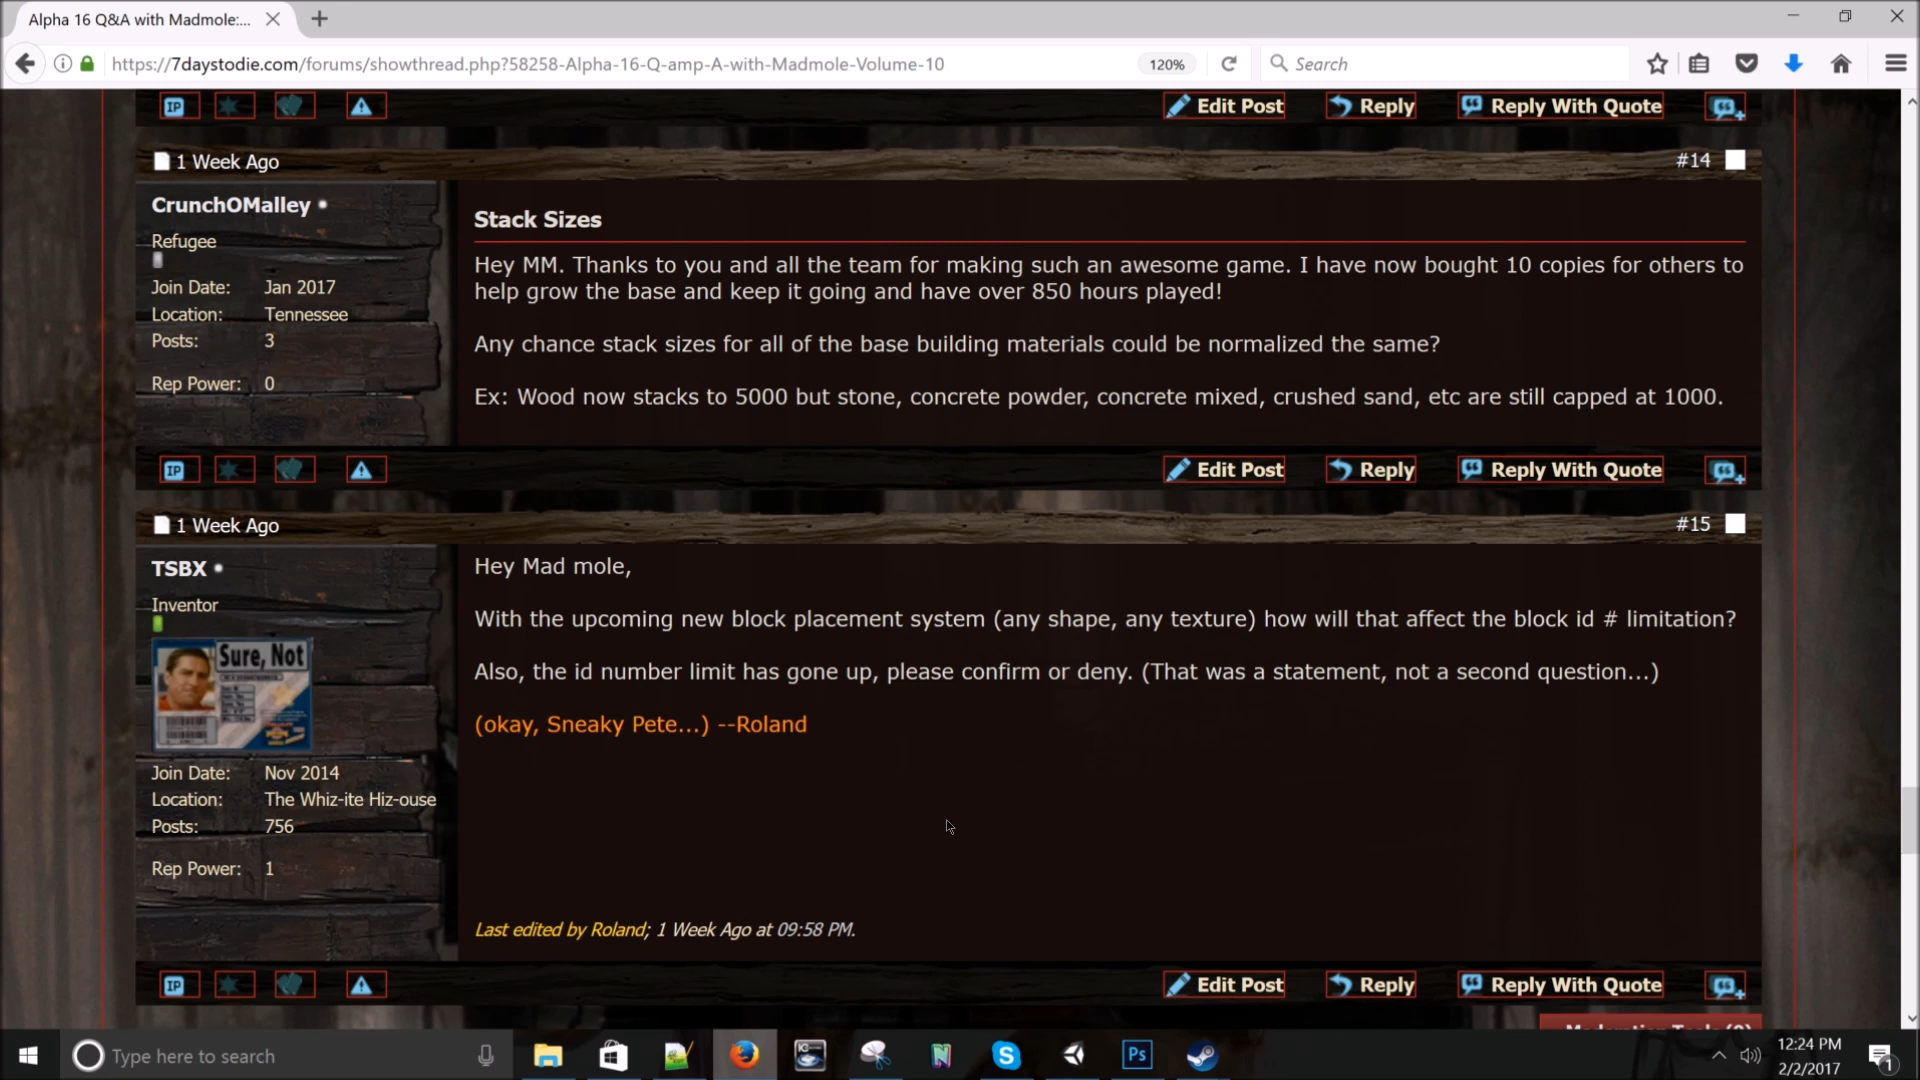 Alpha 16 Q&A with Madmole:...
https://7daystodie.com/forums/showthread.php?58258-Alpha-16-Q-amp-A-with-Madmole-Volume-10
120%
Search
IP
Edit Post
Reply
Reply With Quote
1 Week Ago
#14
CrunchOMalley
Refugee
Join Date: Jan 2017
Location: Tennessee
Posts: 3
Rep Power: 0
Stack Sizes
Hey MM. Thanks to you and all the team for making such an awesome game. I have now bought 10 copies for others to
help grow the base and keep it going and have over 850 hours played!
Any chance stack sizes for all of the base building materials could be normalized the same?
Ex: Wood now stacks to 5000 but stone, concrete powder, concrete mixed, crushed sand, etc are still capped at 1000.
IP
Edit Post
Reply
Reply With Quote
1 Week Ago
#15
TSBX
Inventor
Sure, Not
Join Date: Nov 2014
Location: The Whiz-ite Hiz-ouse
Posts: 756
Rep Power: 1
Hey Mad mole,
With the upcoming new block placement system (any shape, any texture) how will that affect the block id # limitation?
Also, the id number limit has gone up, please confirm or deny. (That was a statement, not a second question...)
(okay, Sneaky Pete...) --Roland
Last edited by Roland; 1 Week Ago at 09:58 PM.
IP
Edit Post
Reply
Reply With Quote
Type here to search
Ps
12:24 PM
2/2/2017
1